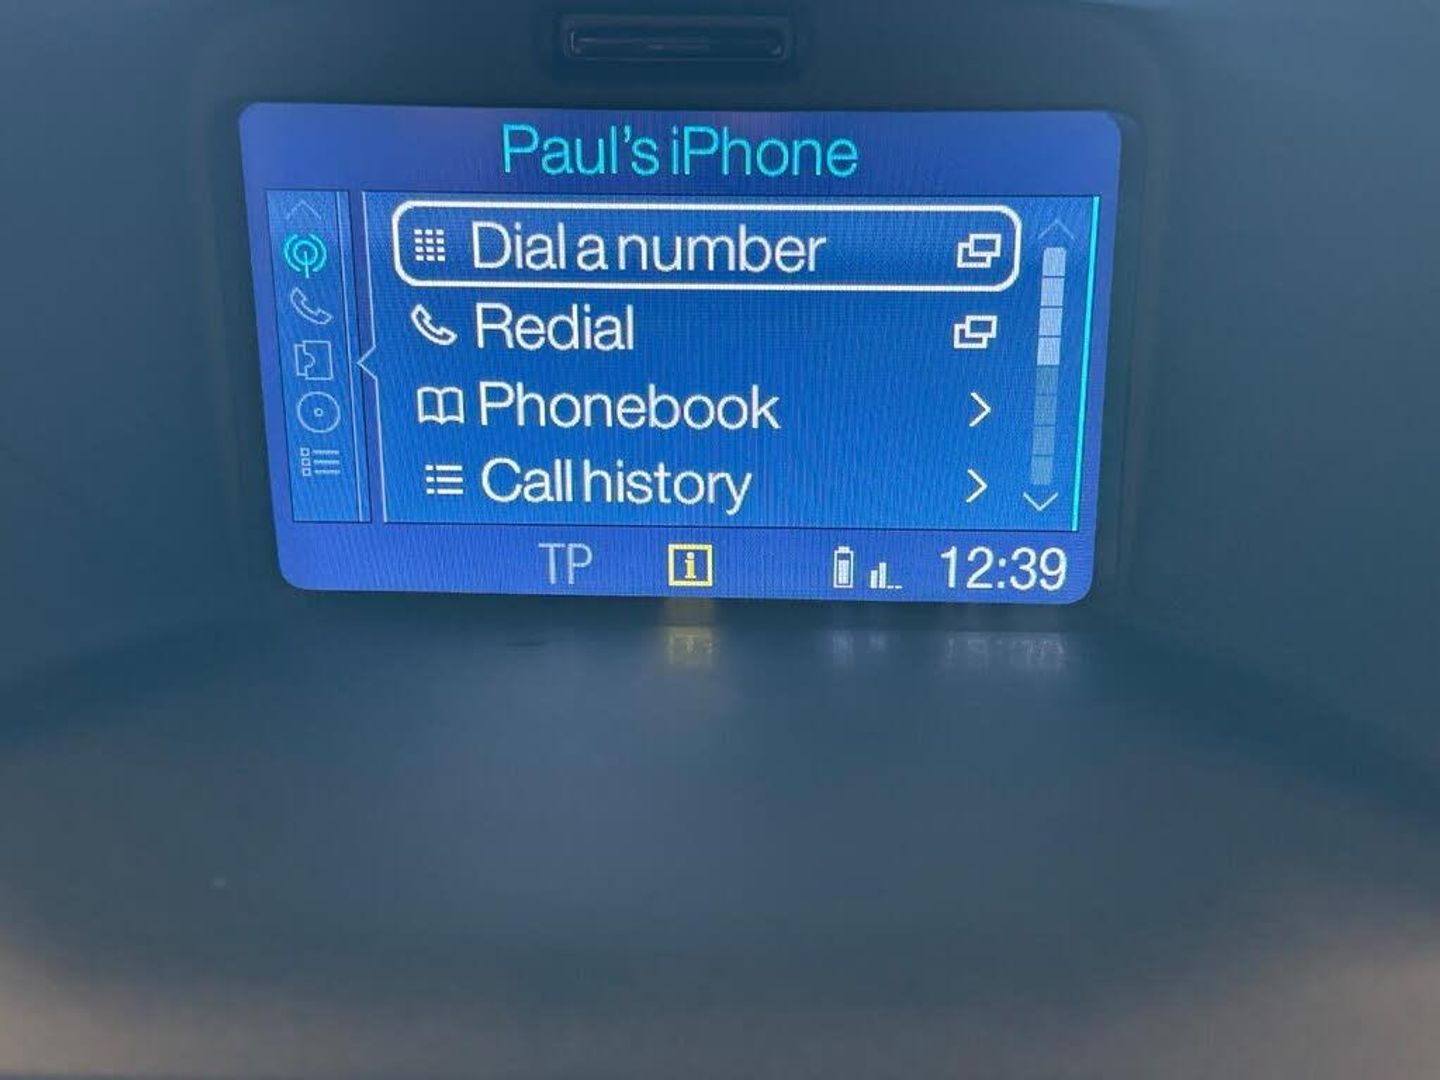 Paul's iPhone
Dial a number
Redial
Phonebook
Call history
TP i 12:39